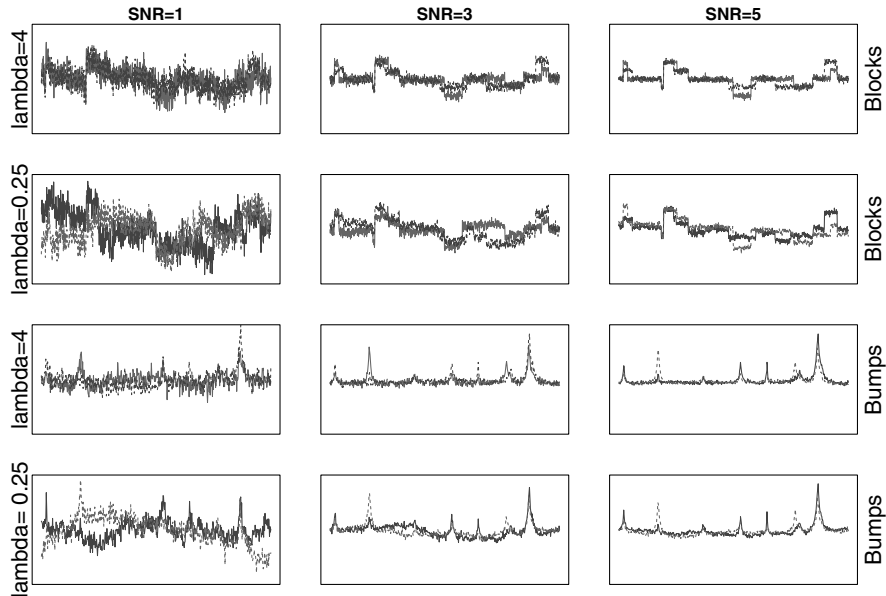 SNR=1
SNR=3
SNR=5
lambda=4
Blocks
lambda=0.25
Blocks
lambda=4
Bumps
lambda= 0.25
Bumps